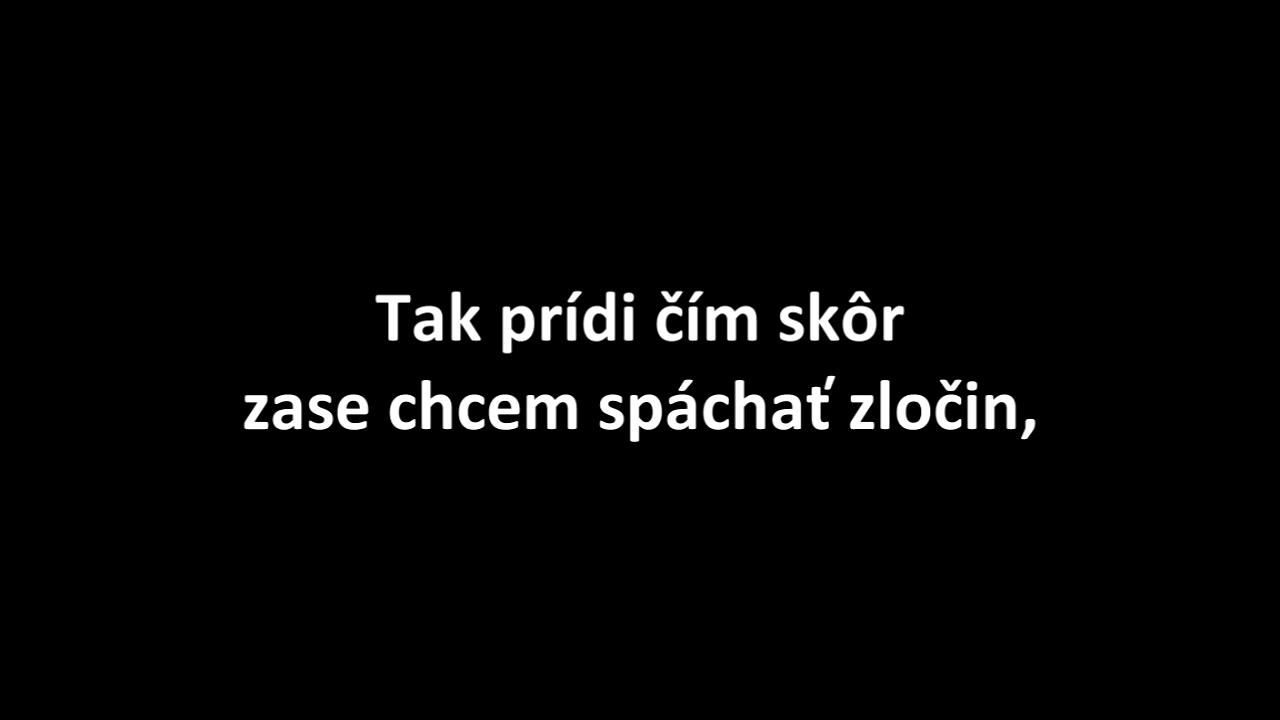 Tak prídi čím skôr
zase chcem spáchať zločin,